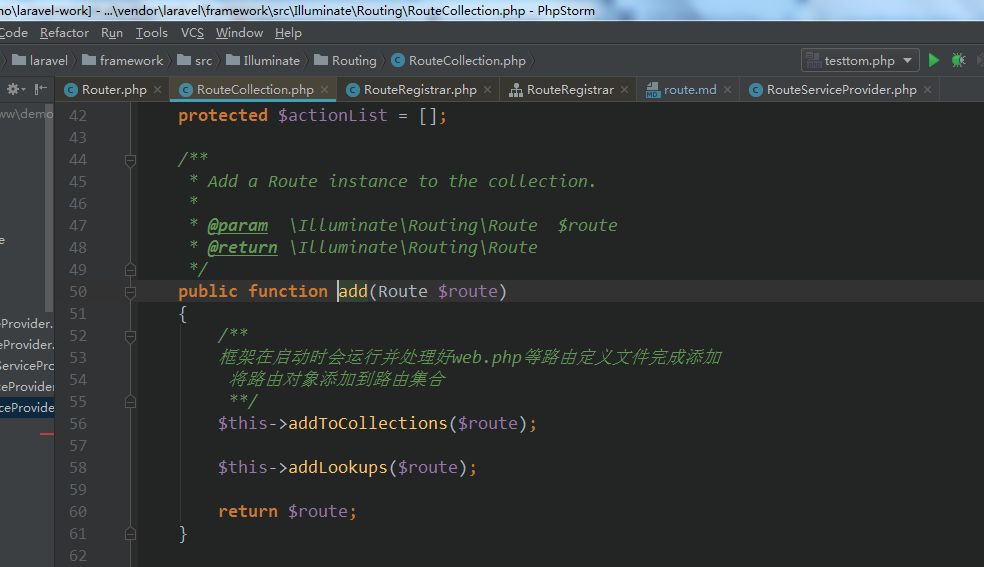 no\laravel-work] - ...\vendor\laravel\framework\src\Illuminate\Routing\RouteCollection.php - PhpStorm
Code Refactor Run Tools VCS Window Help
laravel framework src Illuminate Routing RouteCollection.php testtom.php
Router.php RouteCollection.php RouteRegistrar.php RouteRegistrar route.md RouteServiceProvider.php
ww\demo
42 protected $actionList = [];
43
44 /**
45 * Add a Route instance to the collection.
46 *
47 * @param \Illuminate\Routing\Route $route
48 * @return \Illuminate\Routing\Route
49 */
50 public function add(Route $route)
51 {
52 /**
53 框架在启动时会运行并处理好web.php等路由定义文件完成添加
54 将路由对象添加到路由集合
55 **/
56 $this->addToCollections($route);
57
58 $this->addLookups($route);
59
60 return $route;
61 }
62
e
Provider.
eProvider.
ServicePro
ceProvider
ceProvide